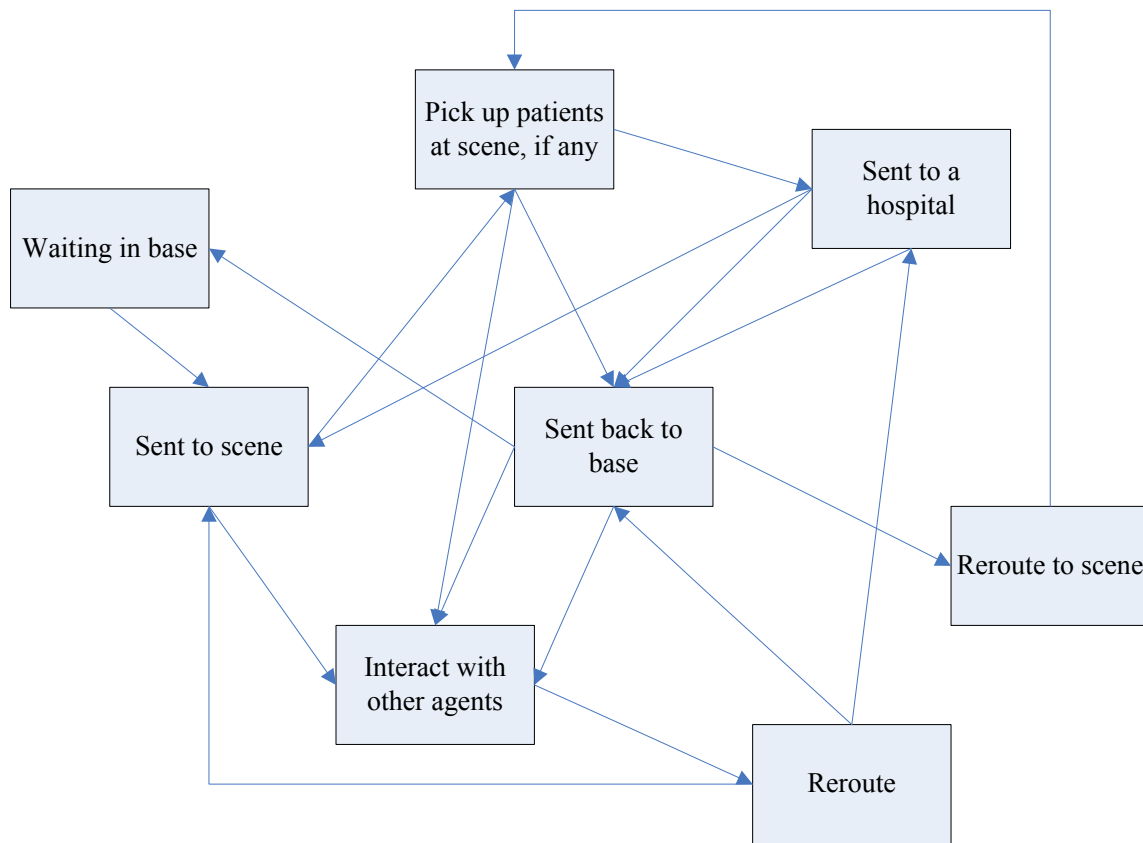 Pick up patients
at scene, if any
Sent to a
hospital
Waiting in base
Sent to scene
Sent back to
base
Reroute to scene
Interact with
other agents
Reroute